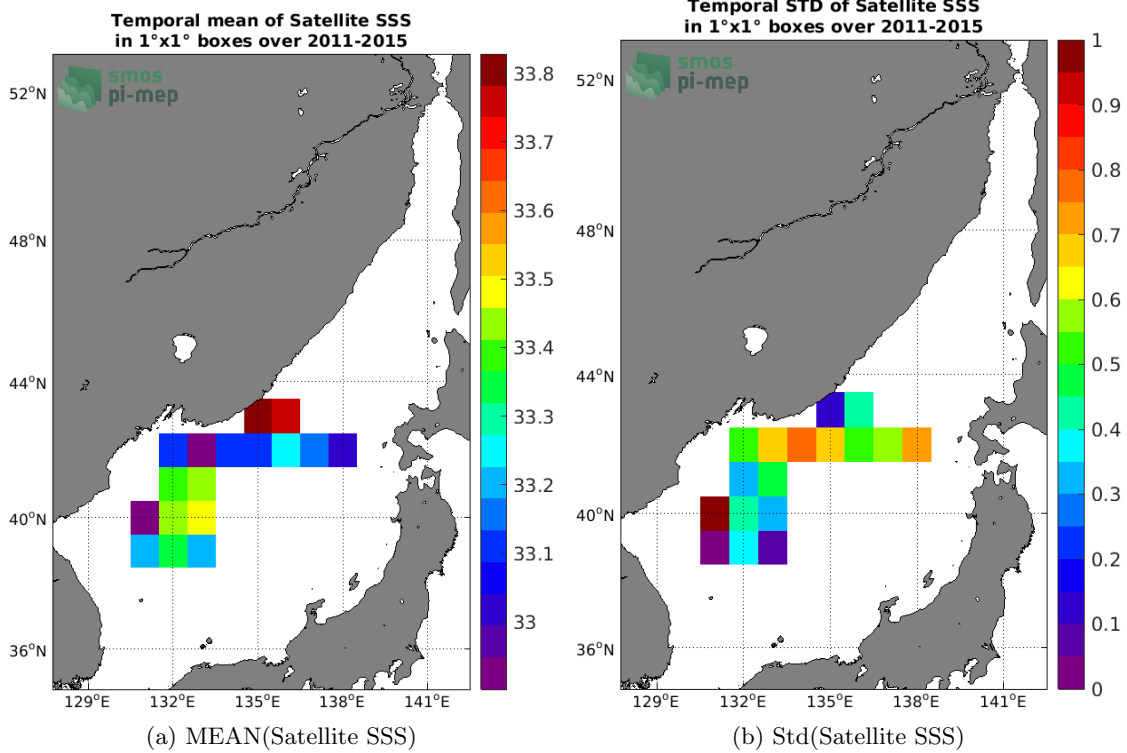 Temporal mean of Satellite SSS
in 1°x1° boxes over 2011-2015
smos
pi-mep
52°N
48°N
44°N
40°N
36°N
129°E
132°E
135°E
138°E
141°E
33.8
33.7
33.6
33.5
33.4
33.3
33.2
33.1
33
(a) MEAN(Satellite SSS)
Temporal STD of Satellite SSS
in 1°x1° boxes over 2011-2015
smos
pi-mep
52°N
48°N
44°N
40°N
36°N
129°E
132°E
135°E
138°E
141°E
1
0.9
0.8
0.7
0.6
0.5
0.4
0.3
0.2
0.1
0
(b) Std(Satellite SSS)